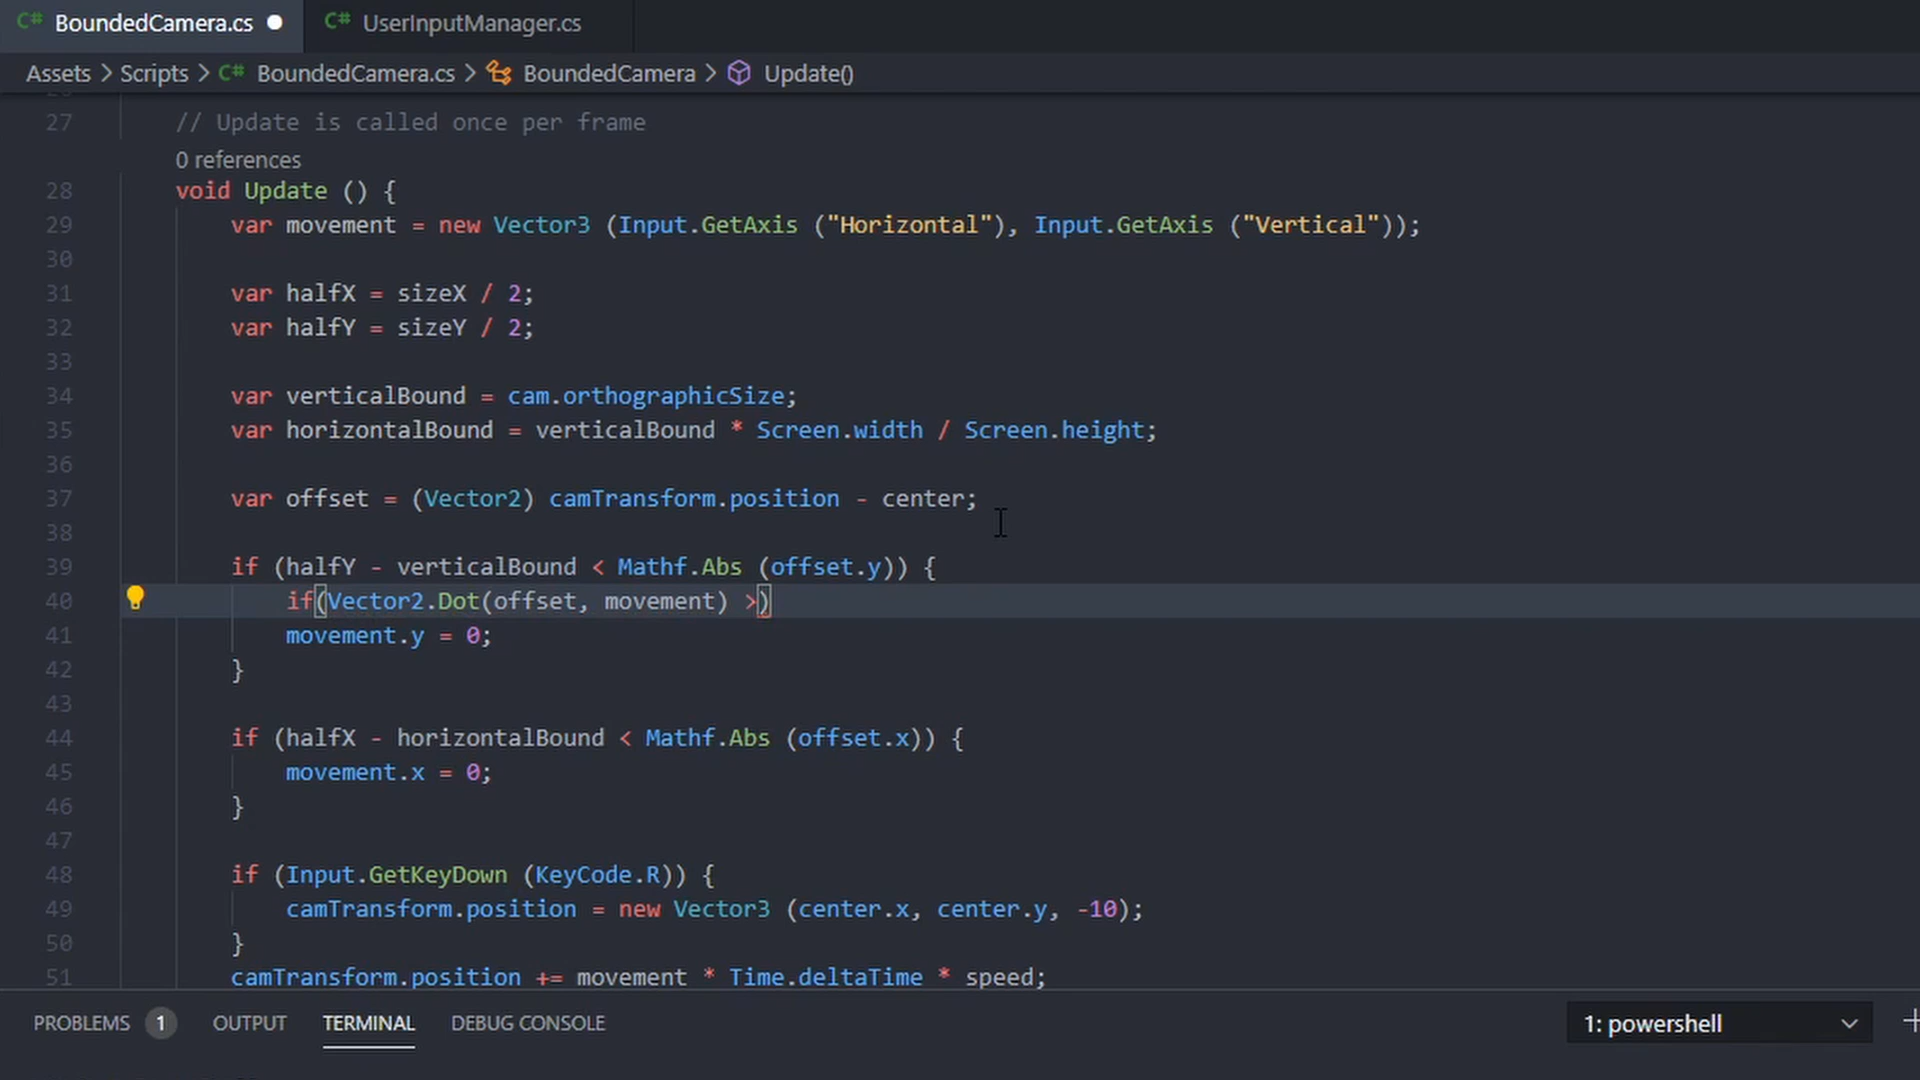 C# BoundedCamera.cs C# UserInputManager.cs
Assets > Scripts > C# BoundedCamera.cs > BoundedCamera > Update()
27 // Update is called once per frame
0 references
28 void Update () {
29 var movement = new Vector3 (Input.GetAxis ("Horizontal"), Input.GetAxis ("Vertical"));
30
31 var halfX = sizeX / 2;
32 var halfY = sizeY / 2;
33
34 var verticalBound = cam.orthographicSize;
35 var horizontalBound = verticalBound * Screen.width / Screen.height;
36
37 var offset = (Vector2) camTransform.position - center;
38
39 if (halfY - verticalBound < Mathf.Abs (offset.y)) {
40 if(Vector2.Dot(offset, movement) >)
41 movement.y = 0;
42 }
43
44 if (halfX - horizontalBound < Mathf.Abs (offset.x)) {
45 movement.x = 0;
46 }
47
48 if (Input.GetKeyDown (KeyCode.R)) {
49 camTransform.position = new Vector3 (center.x, center.y, -10);
50 }
51 camTransform.position += movement * Time.deltaTime * speed;
PROBLEMS 1 OUTPUT TERMINAL DEBUG CONSOLE 1: powershell